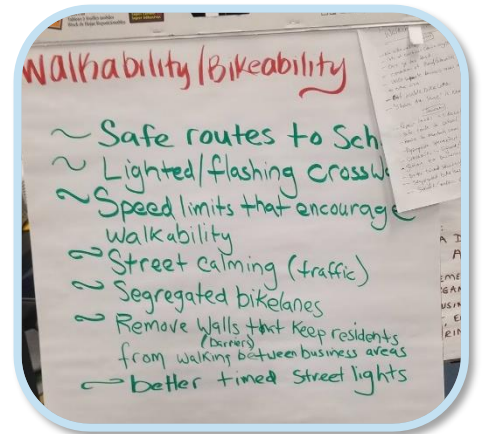 Walkability/Bikeability
~ Safe routes to Sch
~ Lighted/flashing crossw
~ Speed limits that encourage
walkability
~ Street calming (traffic)
~ Segregated bikelanes
~ Remove walls that keep residents
(barriers)
from walking between business areas
~ better timed street lights